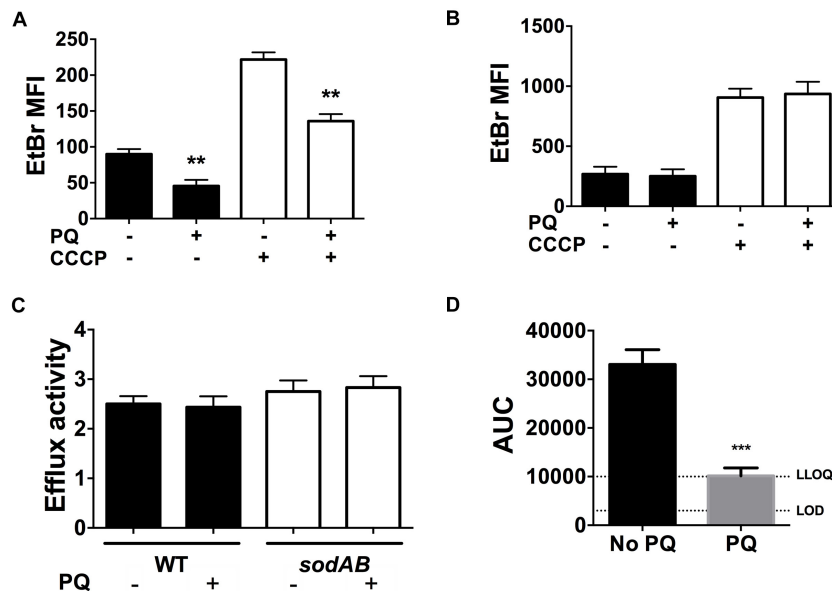 A
EtBr MFI
250
200
150
100
50
0
**
**
PQ - + - +
CCCP - - + +
B
EtBr MFI
1500
1000
500
0
PQ - + - +
CCCP - - + +
C
Efflux activity
4
3
2
1
0
WT sodAB
PQ - + - +
D
AUC
40000
30000
20000
10000
0
***
LLOQ
LOD
No PQ PQ